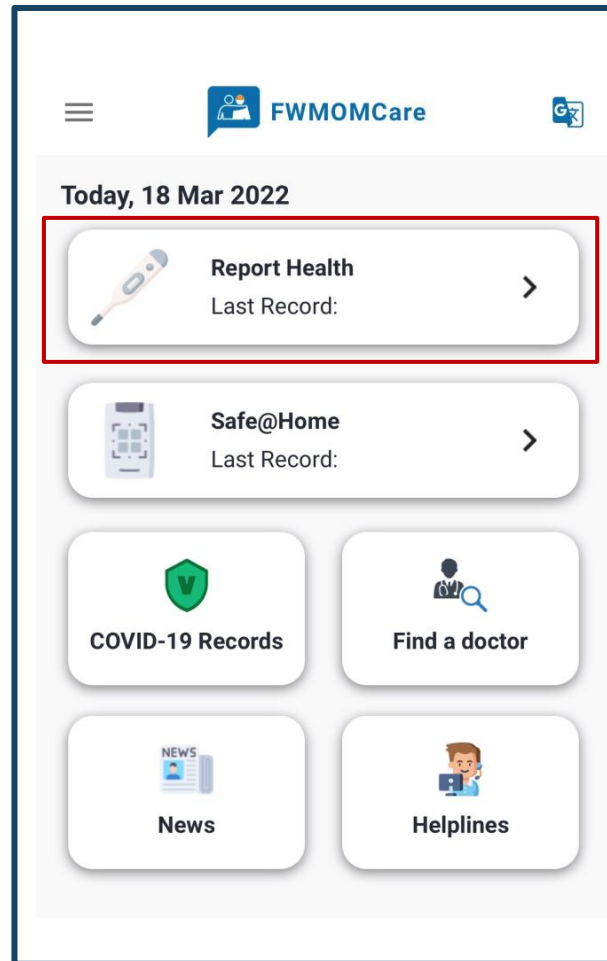 FWMOMCare
Today, 18 Mar 2022
Report Health
Last Record:
Safe@Home
Last Record:
V
COVID-19 Records
Find a doctor
NEWS
News
Helplines